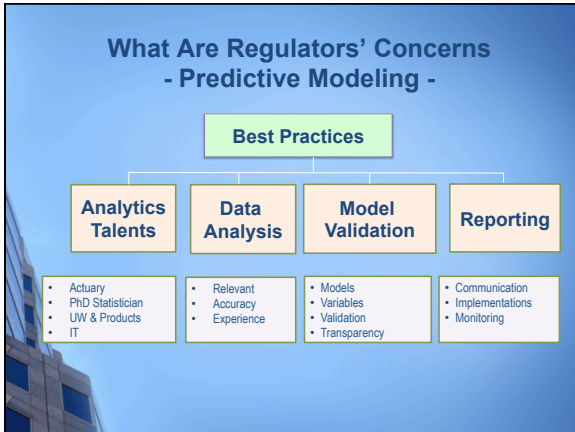 What Are Regulators' Concerns
- Predictive Modeling -
Best Practices
Analytics
Talents
Data
Analysis
Model
Validation
Reporting
• Actuary
• PhD Statistician
• UW & Products
• IT
• Relevant
• Accuracy
• Experience
• Models
• Variables
• Validation
• Transparency
• Communication
• Implementations
• Monitoring